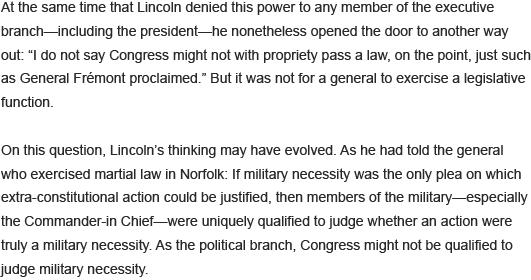 At the same time that Lincoln denied this power to any member of the executive
branch—including the president—he nonetheless opened the door to another way
out: “I do not say Congress might not with propriety pass a law, on the point, just such
as General Frémont proclaimed.” But it was not for a general to exercise a legislative
function.
On this question, Lincoln’s thinking may have evolved. As he had told the general
who exercised martial law in Norfolk: If military necessity was the only plea on which
extra-constitutional action could be justified, then members of the military—especially
the Commander-in Chief—were uniquely qualified to judge whether an action were
truly a military necessity. As the political branch, Congress might not be qualified to
judge military necessity.